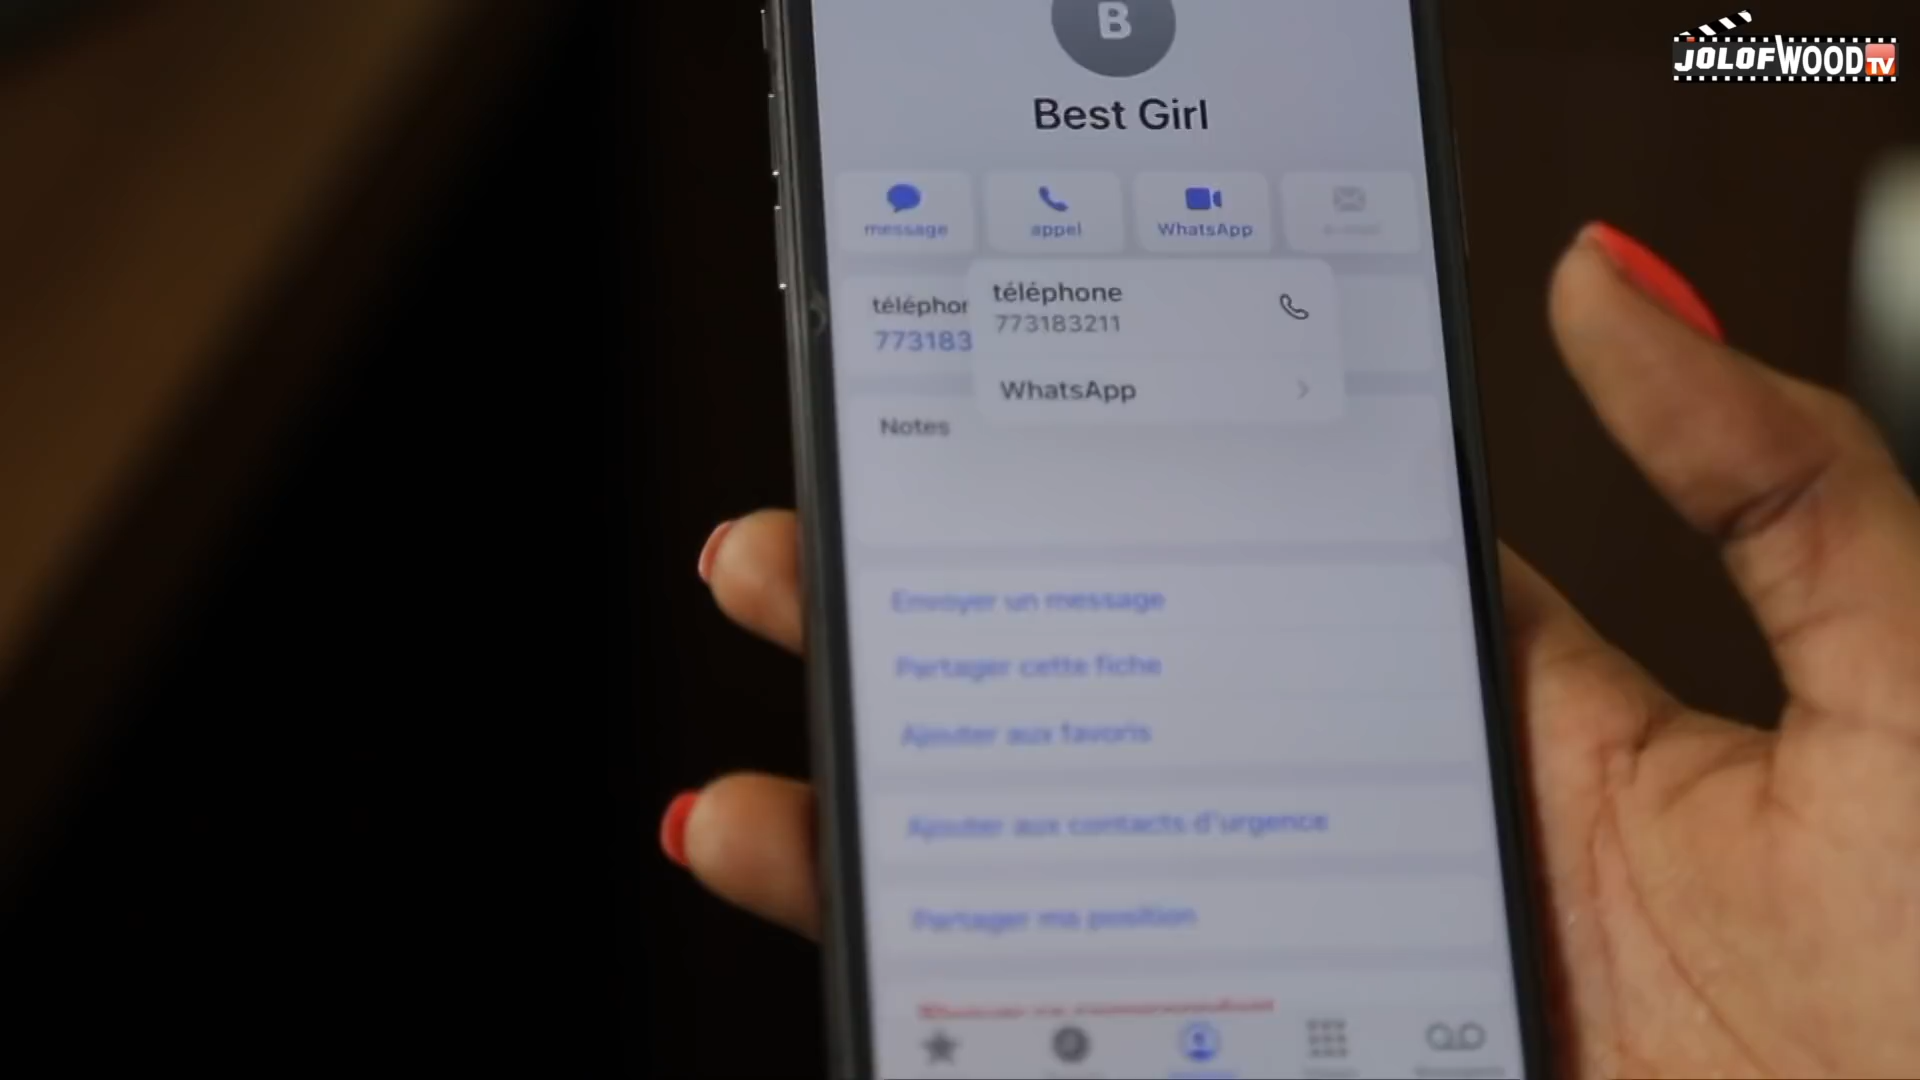 JOLOFWOOD TV
B
Best Girl
message
appel
WhatsApp
téléphone
773183211
téléphor
773183
WhatsApp
Notes
Envoyer un message
Partager cette fiche
Ajouter aux favoris
Ajouter aux contacts d'urgence
Partager ma position